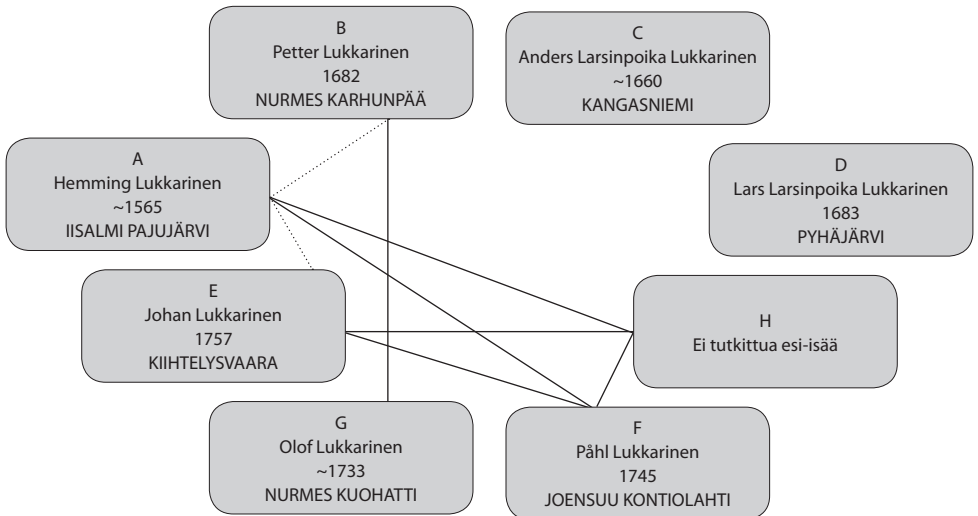 B
Petter Lukkarinen
1682
NURMES KARHUNPÄÄ
C
Anders Larsinpoika Lukkarinen
~1660
KANGASNIEMI
A
Hemming Lukkarinen
~1565
IISALMI PAJUJÄRVI
D
Lars Larsinpoika Lukkarinen
1683
PYHÄJÄRVI
E
Johan Lukkarinen
1757
KIIHTELYSVAARA
H
Ei tutkittua esi-isää
G
Olof Lukkarinen
~1733
NURMES KUOHATTI
F
Påhl Lukkarinen
1745
JOENSUU KONTIOLAHTI